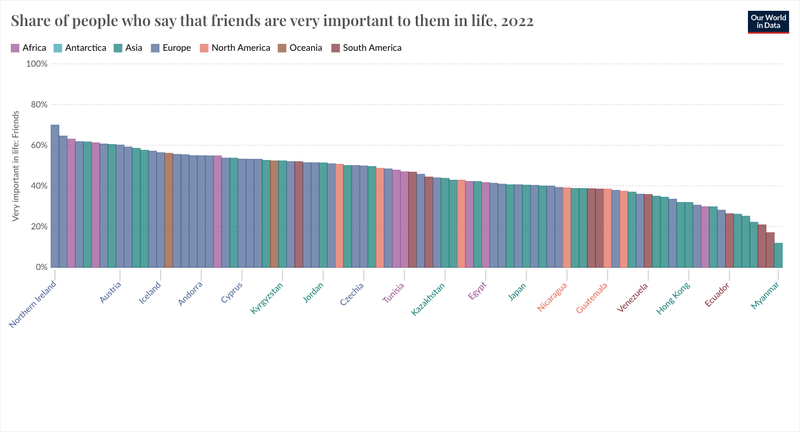 Share of people who say that friends are very important to them in life, 2022
Our World
in Data
Africa Antarctica Asia Europe North America Oceania South America
Very important in life: Friends
100%
80%
60%
40%
20%
0%
Northern Ireland
Austria
Iceland
Andorra
Cyprus
Kyrgyzstan
Jordan
Czechia
Tunisia
Kazakhstan
Egypt
Japan
Nicaragua
Guatemala
Venezuela
Hong Kong
Ecuador
Myanmar